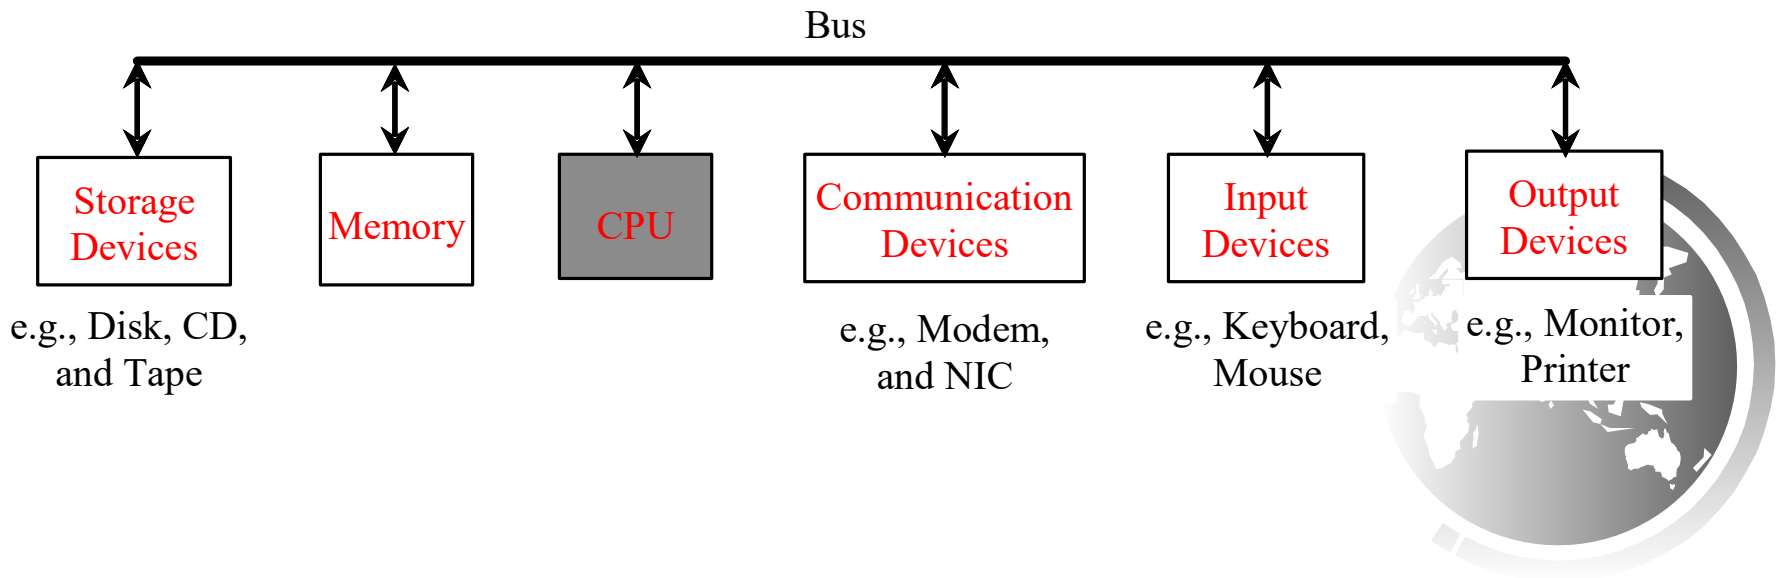 Bus
Storage
Devices
Memory
CPU
Communication
Devices
Input
Devices
Output
Devices
e.g., Disk, CD,
and Tape
e.g., Modem,
and NIC
e.g., Keyboard,
Mouse
e.g., Monitor,
Printer